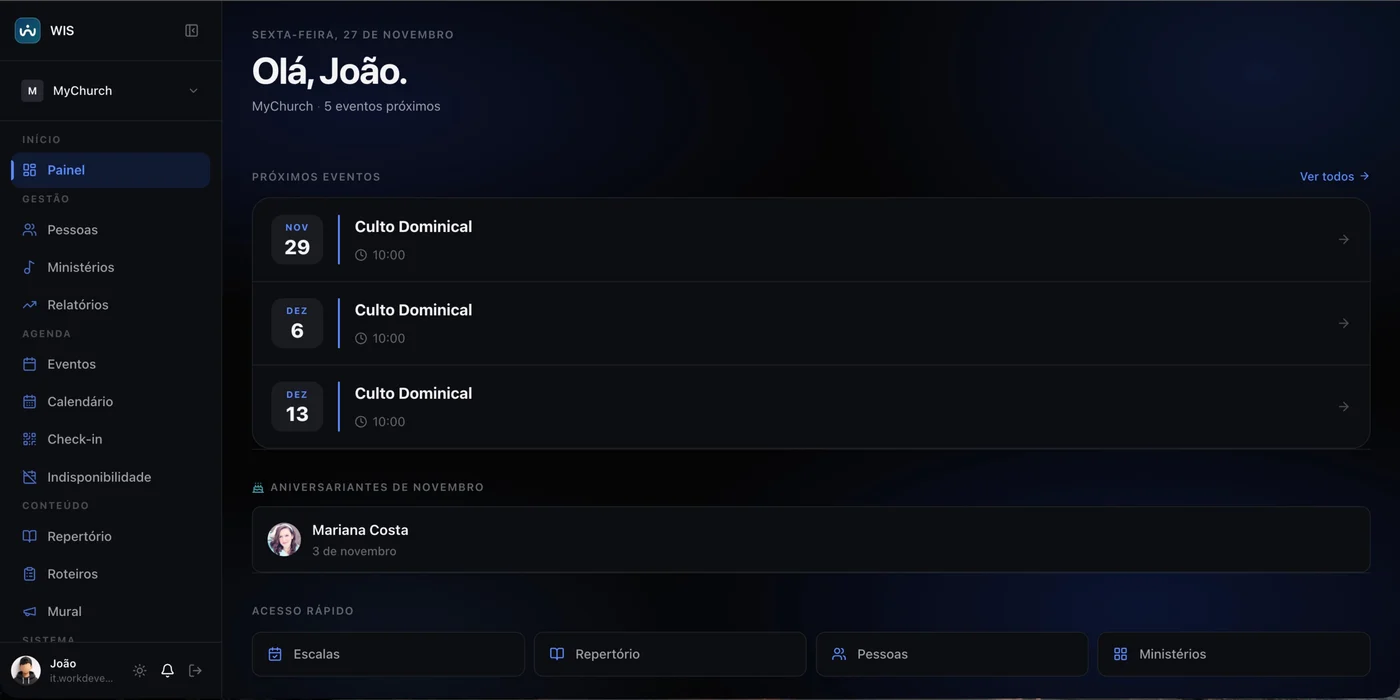 WIS
M MyChurch
INÍCIO
Painel
GESTÃO
Pessoas
Ministérios
Relatórios
AGENDA
Eventos
Calendário
Check-in
Indisponibilidade
CONTEÚDO
Repertório
Roteiros
Mural
SISTEMA
João
it.workdeve...
SEXTA-FEIRA, 27 DE NOVEMBRO
Olá, João.
MyChurch · 5 eventos próximos
PRÓXIMOS EVENTOS
Ver todos →
NOV
29
Culto Dominical
10:00
DEZ
6
Culto Dominical
10:00
DEZ
13
Culto Dominical
10:00
ANIVERSARIANTES DE NOVEMBRO
Mariana Costa
3 de novembro
ACESSO RÁPIDO
Escalas
Repertório
Pessoas
Ministérios